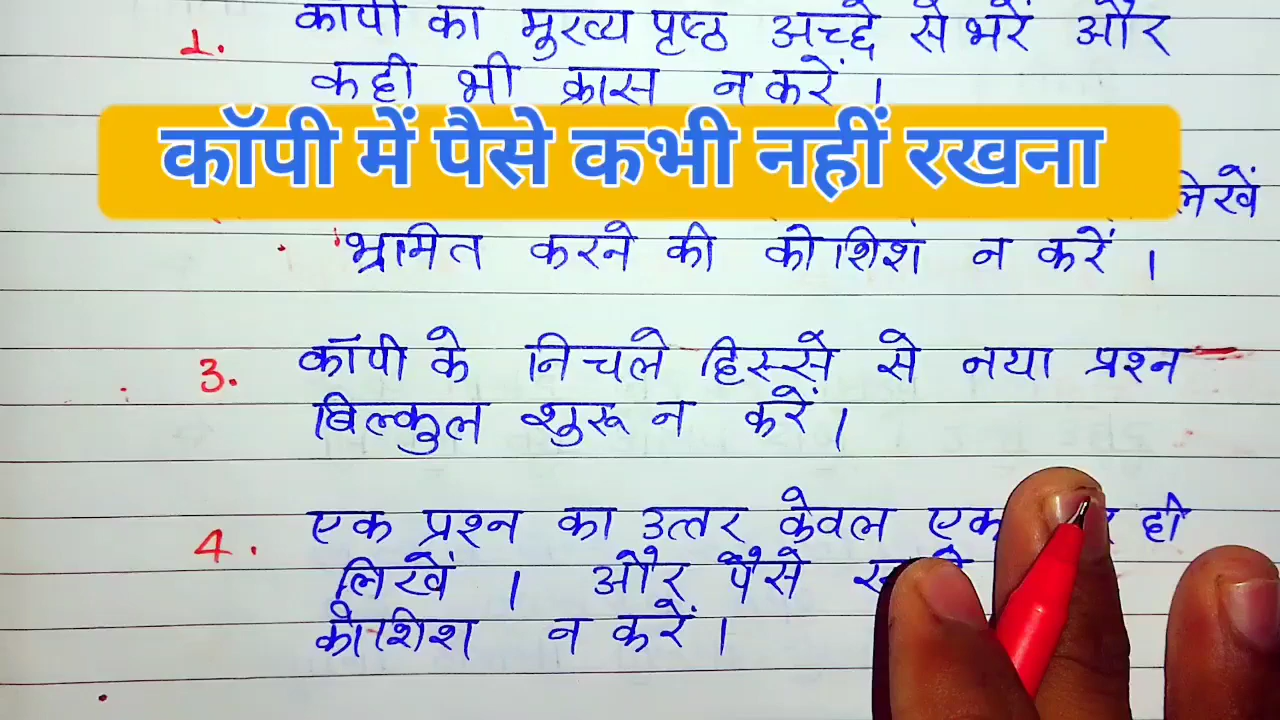 1. कॉपी का मुख्य पृष्ठ अच्छे से भरें और
कही भी क्रास न करें।
कॉपी में पैसे कभी नहीं रखना
लिखें
भ्रामित करने की कोशिश न करें।
3. कॉपी के निचले हिस्से से नया प्रश्न
बिल्कुल शुरू न करें।
4. एक प्रश्न का उत्तर केवल एक ही
लिखें। और पैसे
कोशिश न करें।